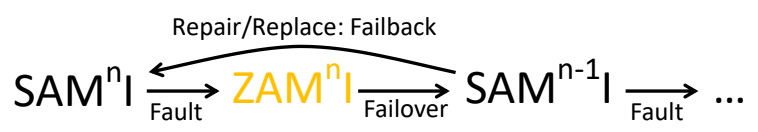 Repair/Replace: Failback
SAMⁿI Fault ZAMⁿI Failover SAMⁿ⁻¹I Fault ...